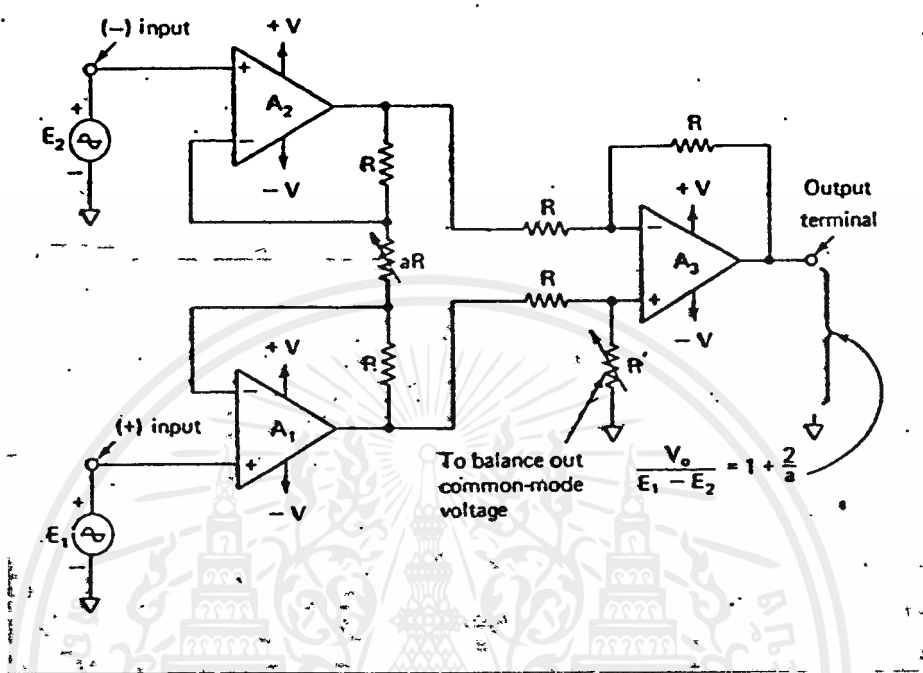 (−) input
+ V
+
A₂
−
− V
+
E₂
−
R
aR
R
R
R
R
+ V
−
A₃
+
− V
R'
Output
terminal
+ V
−
A₁
+
− V
(+) input
+
E₁
−
To balance out
common-mode
voltage
V₀
E₁ − E₂
= 1 + 2
a